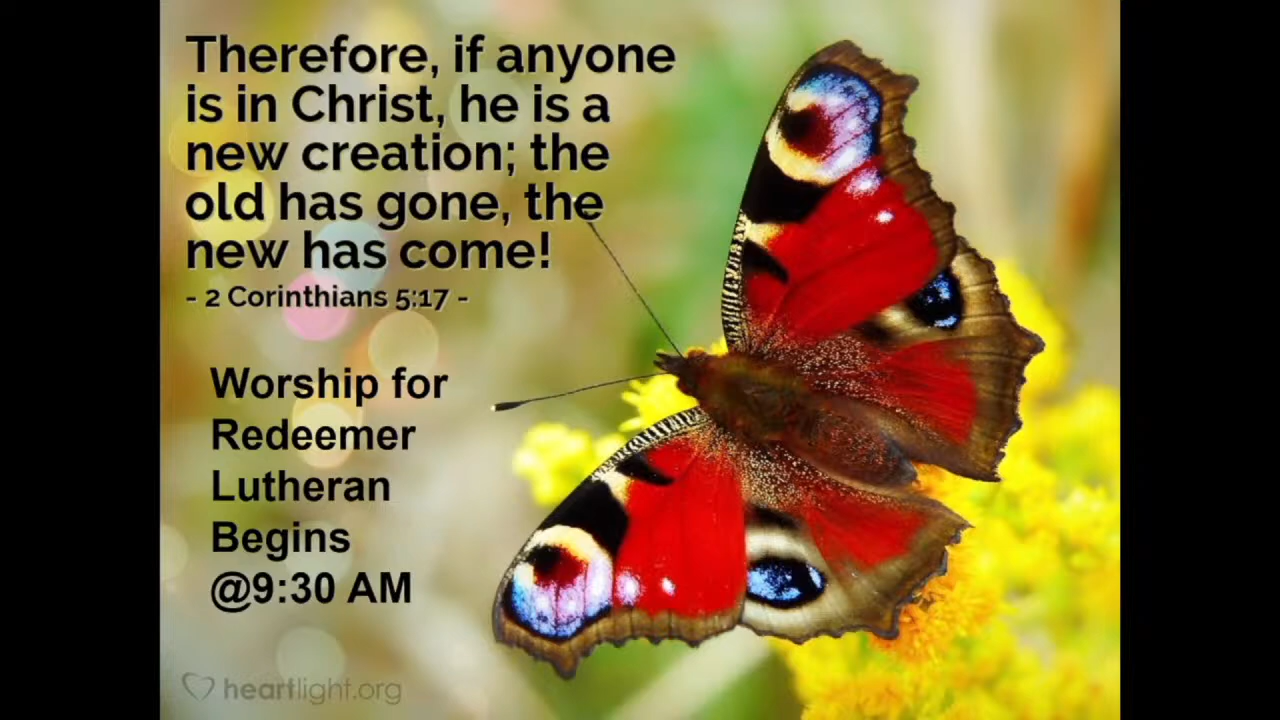 Therefore, if anyone
is in Christ, he is a
new creation; the
old has gone, the
new has come!
- 2 Corinthians 5:17 -
Worship for
Redeemer
Lutheran
Begins
@9:30 AM
heartlight.org